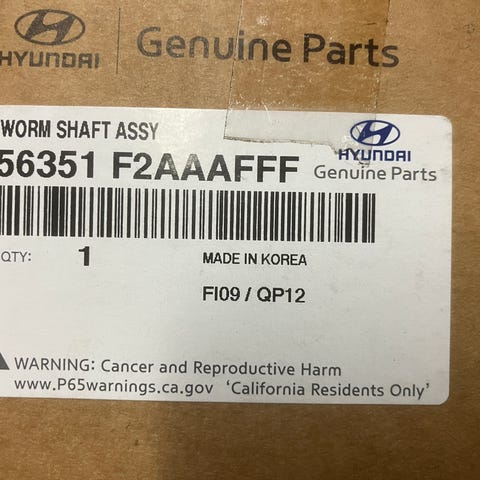 HYUNDAI
Genuine Parts
WORM SHAFT ASSY
56351 F2AAAFFF
HYUNDAI
Genuine Parts
QTY: 1 MADE IN KOREA
FI09 / QP12
WARNING: Cancer and Reproductive Harm
www.P65warnings.ca.gov 'California Residents Only'